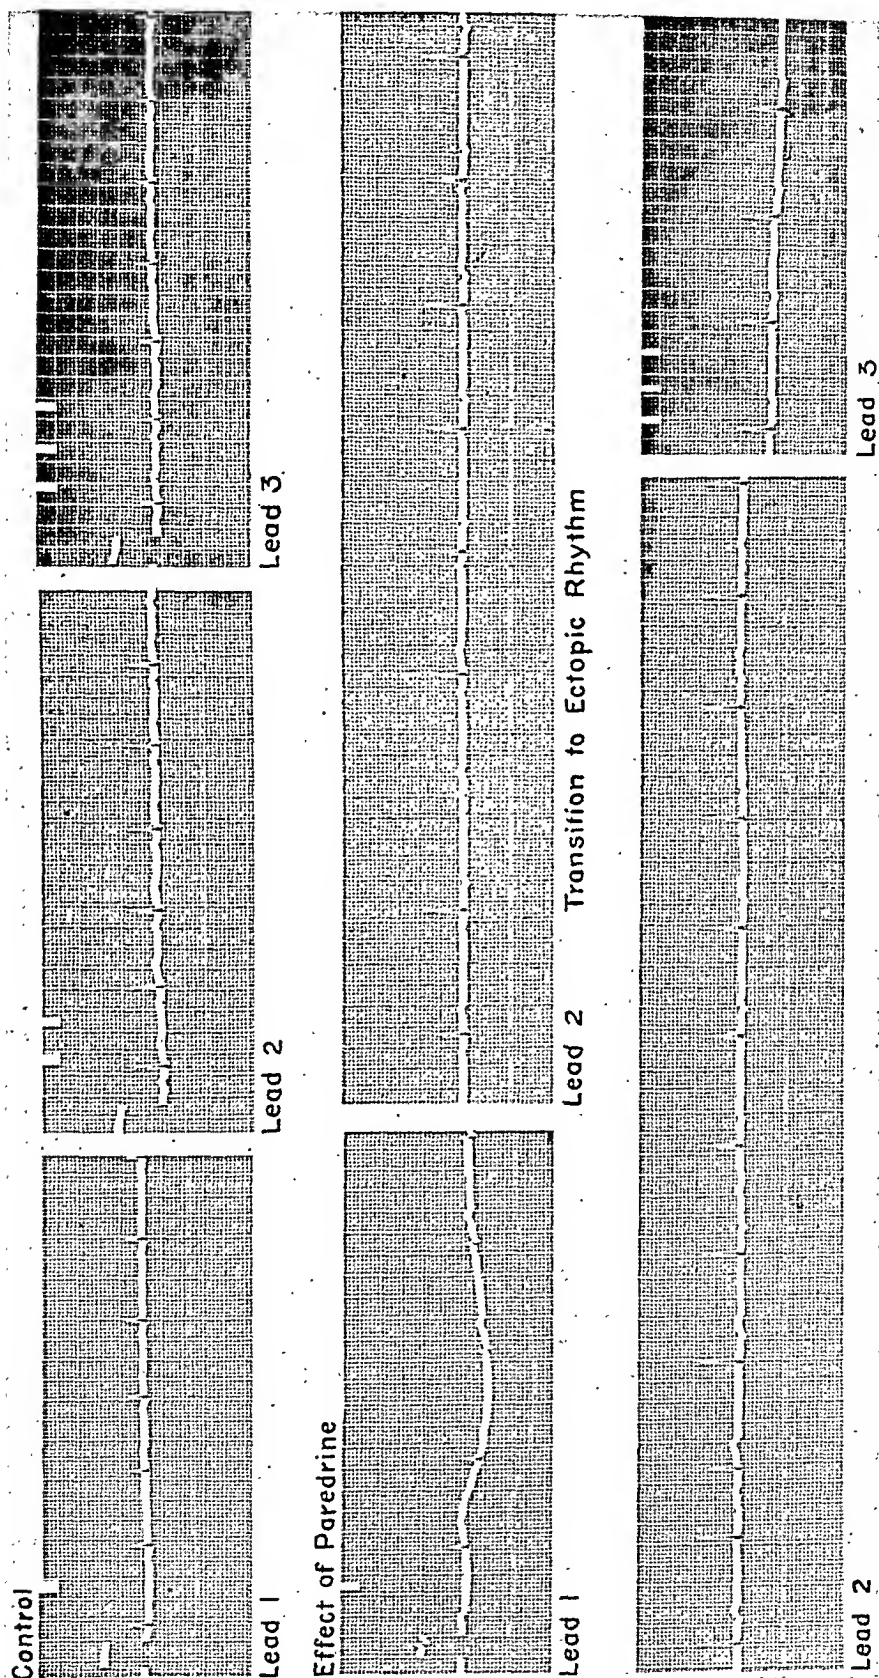 Control
Lead 1
Lead 2
Lead 3
Effect of Paredrine
Lead 1
Lead 2
Transition to Ectopic Rhythm
Lead 2
Lead 3